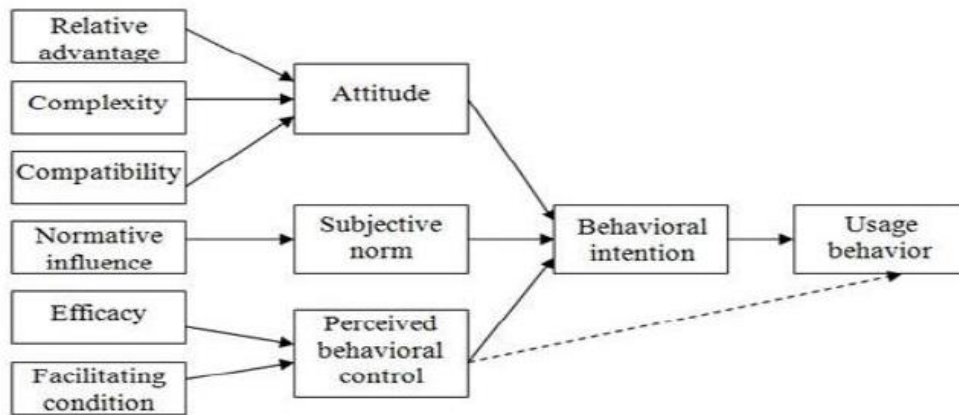 Relative
advantage
Complexity
Compatibility
Normative
influence
Efficacy
Facilitating
condition
Attitude
Subjective
norm
Perceived
behavioral
control
Behavioral
intention
Usage
behavior